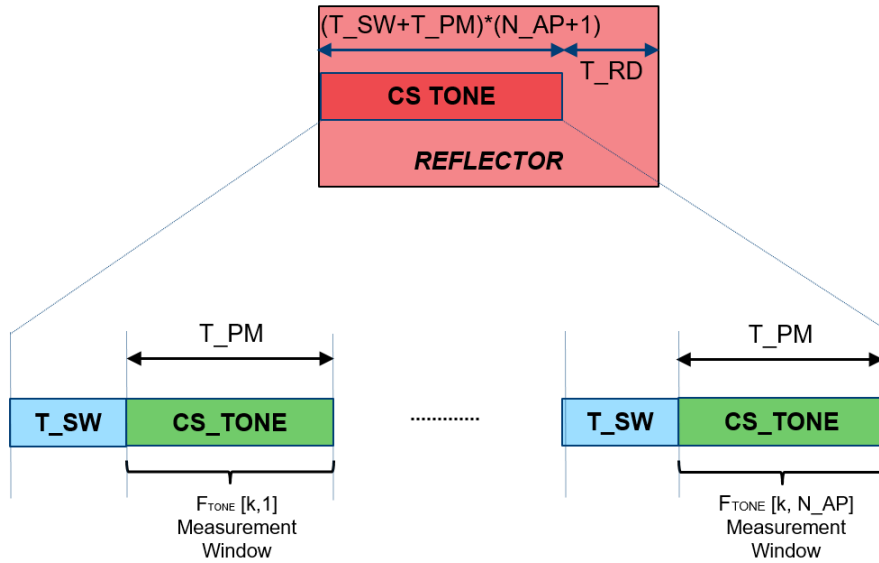 (T_SW+T_PM)*(N_AP+1)
T_RD
CS TONE
REFLECTOR
T_PM
T_PM
T_SW
CS_TONE
.............
T_SW
CS_TONE
FTONE [k,1]
Measurement
Window
FTONE [k, N_AP]
Measurement
Window